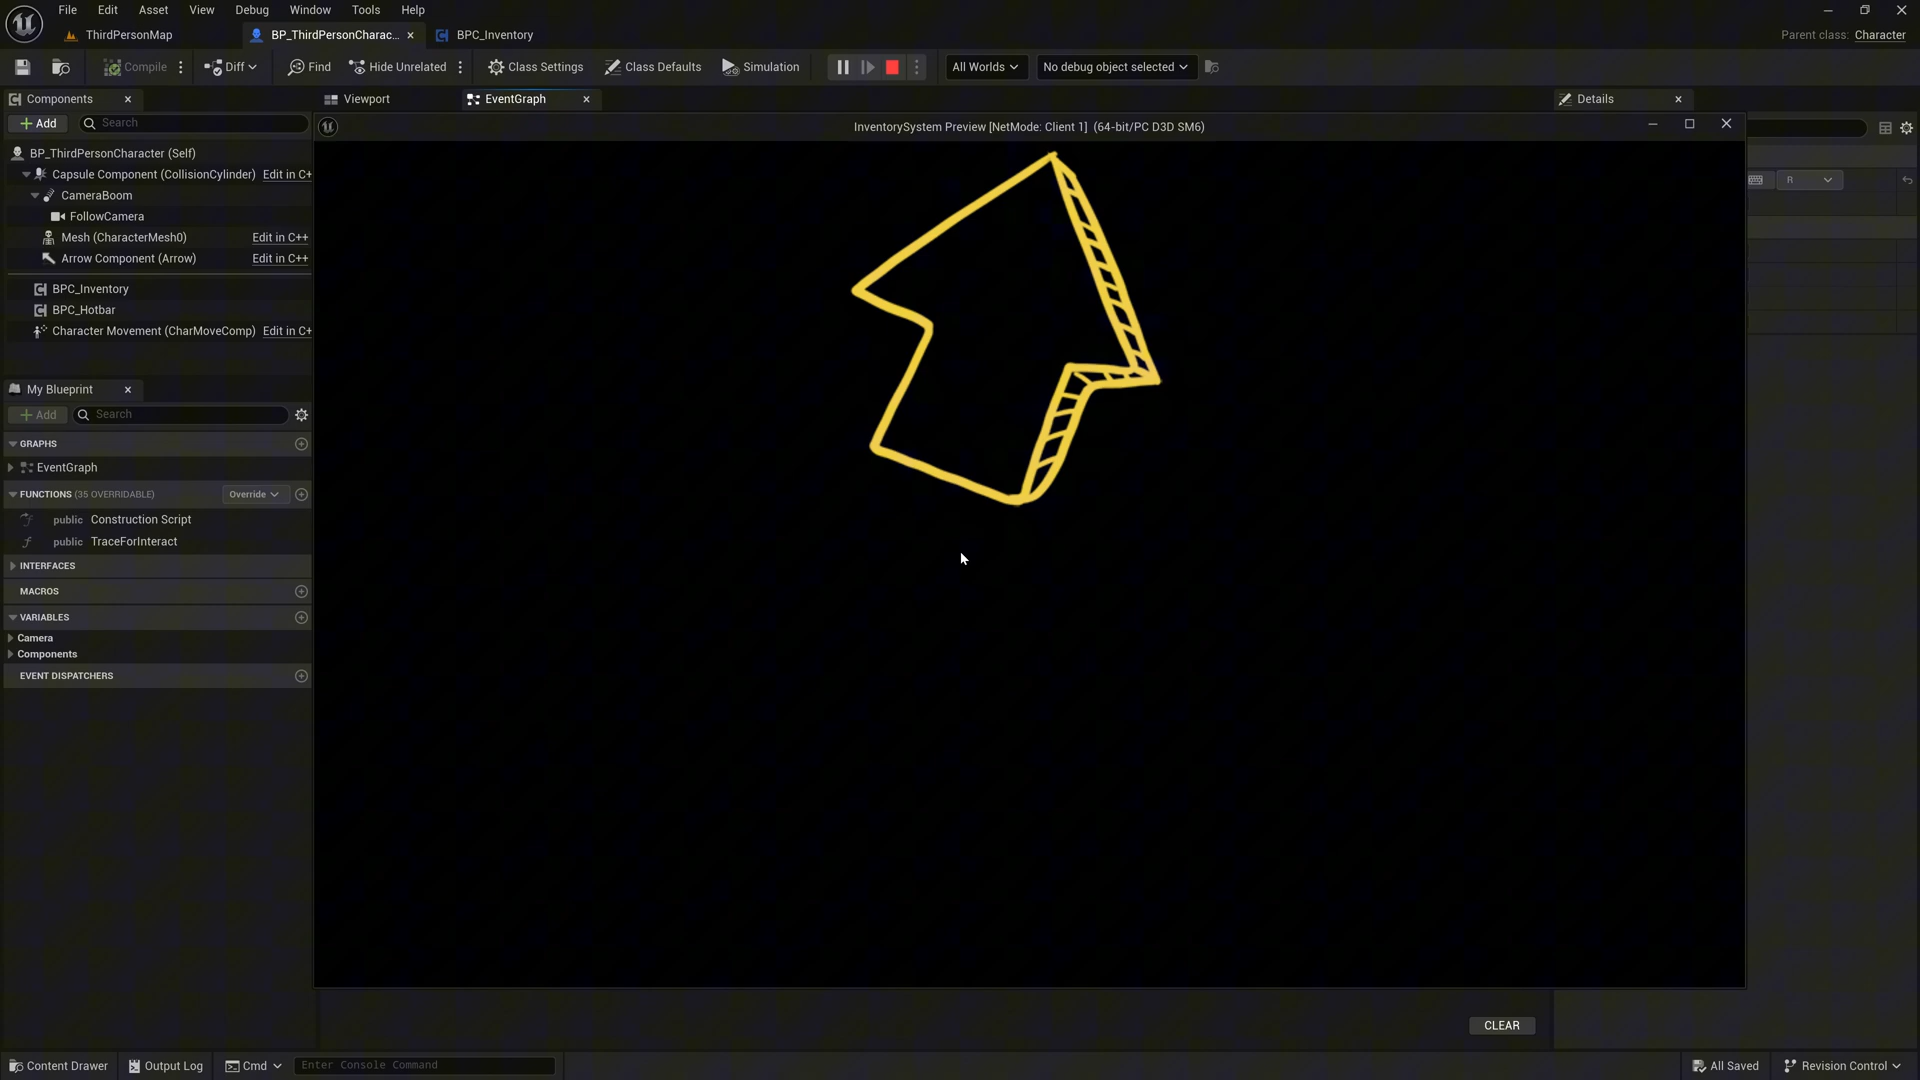 File Edit Asset View Debug Window Tools Help
ThirdPersonMap BP_ThirdPersonCharac... BPC_Inventory Parent class: Character
Compile Diff Find Hide Unrelated Class Settings Class Defaults Simulation All Worlds No debug object selected
Components Viewport EventGraph Details
Add Search
InventorySystem Preview [NetMode: Client 1] (64-bit/PC D3D SM6)
BP_ThirdPersonCharacter (Self)
Capsule Component (CollisionCylinder) Edit in C+
R
CameraBoom
FollowCamera
Mesh (CharacterMesh0) Edit in C++
Arrow Component (Arrow) Edit in C++
BPC_Inventory
BPC_Hotbar
Character Movement (CharMoveComp) Edit in C+
My Blueprint
Add Search
GRAPHS
EventGraph
FUNCTIONS (35 OVERRIDABLE) Override
public Construction Script
public TraceForInteract
INTERFACES
MACROS
VARIABLES
Camera
Components
EVENT DISPATCHERS
CLEAR
Content Drawer Output Log Cmd Enter Console Command All Saved Revision Control